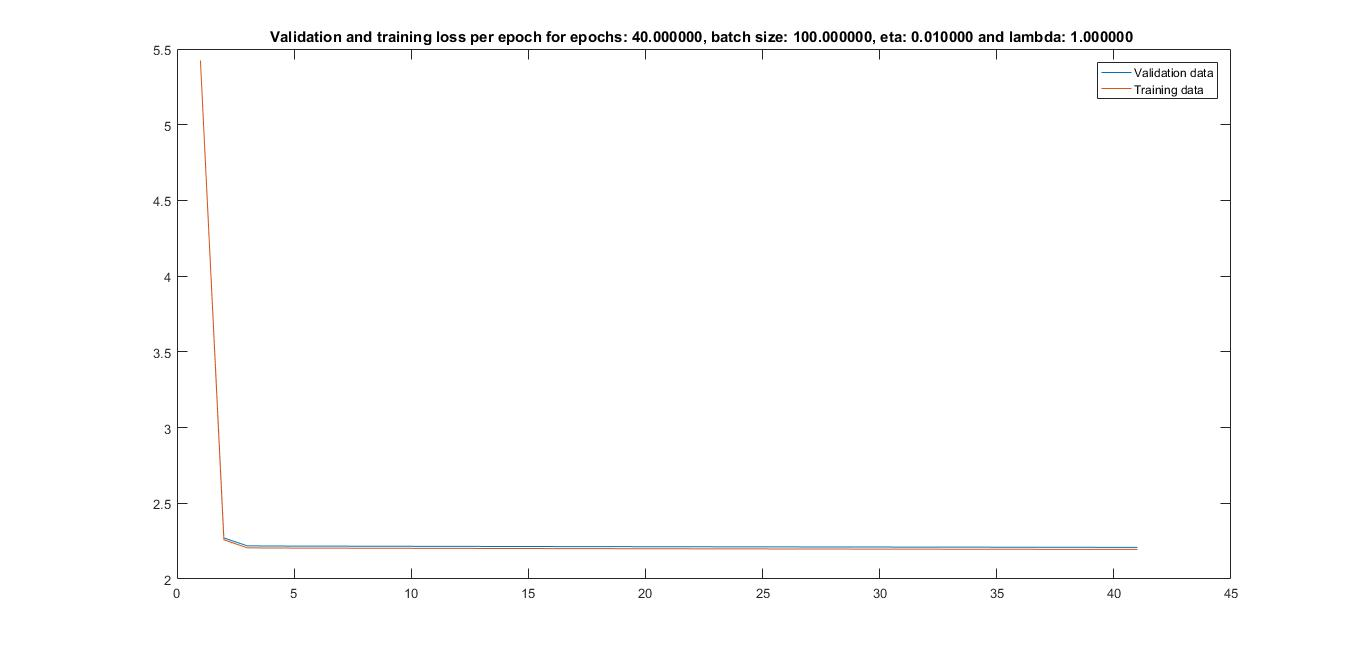 Validation and training loss per epoch for epochs: 40.000000, batch size: 100.000000, eta: 0.010000 and lambda: 1.000000
5.5
Validation data
Training data
5
4.5
4
3.5
3
2.5
2
0 5 10 15 20 25 30 35 40 45